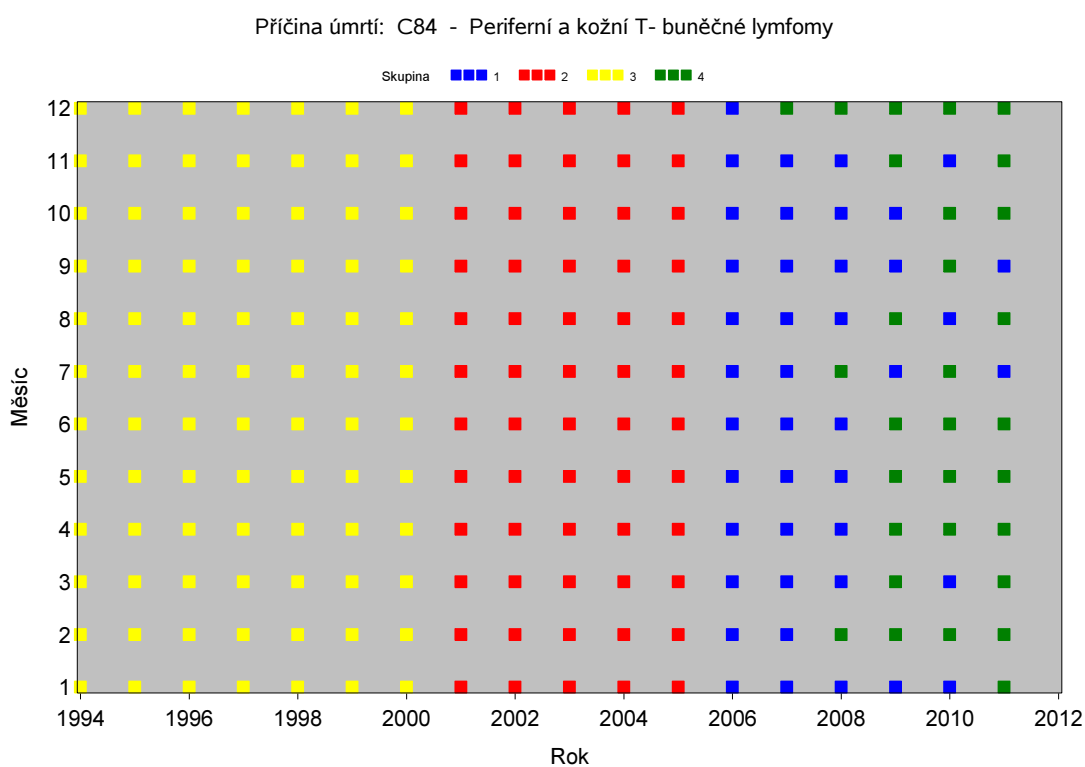 Příčina úmrtí: C84 - Periferní a kožní T- buněčné lymfomy
Skupina 1 2 3 4
12
11
10
9
8
7
6
5
4
3
2
1
Měsíc
1994 1996 1998 2000 2002 2004 2006 2008 2010 2012
Rok